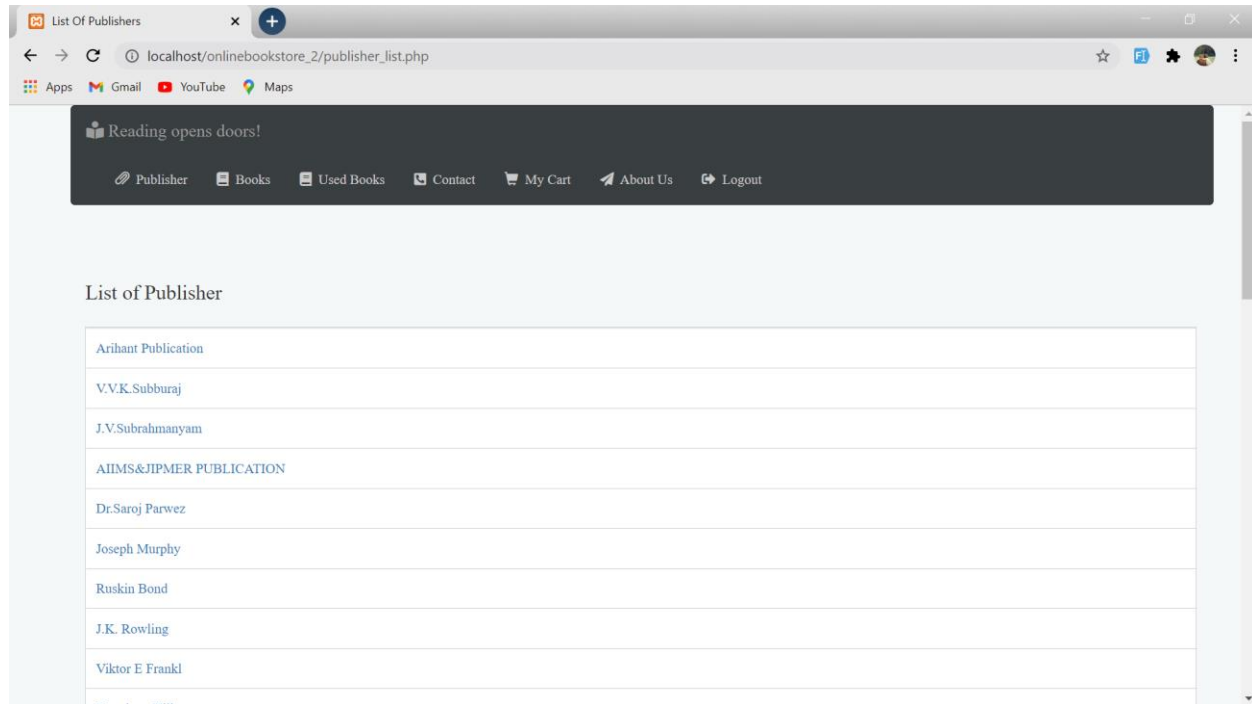 List Of Publishers
localhost/onlinebookstore_2/publisher_list.php
Apps Gmail YouTube Maps
Reading opens doors!
Publisher Books Used Books Contact My Cart About Us Logout
List of Publisher
Arihant Publication
V.V.K.Subburaj
J.V.Subrahmanyam
AIIMS&JIPMER PUBLICATION
Dr.Saroj Parwez
Joseph Murphy
Ruskin Bond
J.K. Rowling
Viktor E Frankl